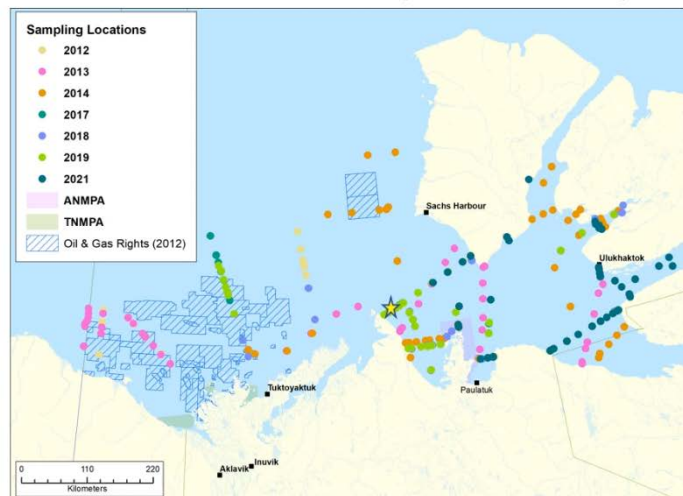 Sampling Locations
2012
2013
2014
2017
2018
2019
2021
ANMPA
TNMPA
Oil & Gas Rights (2012)
Sachs Harbour
Ulukhaktok
Tuktoyaktuk
Paulatuk
Inuvik
Aklavik
0 110 220
Kilometers